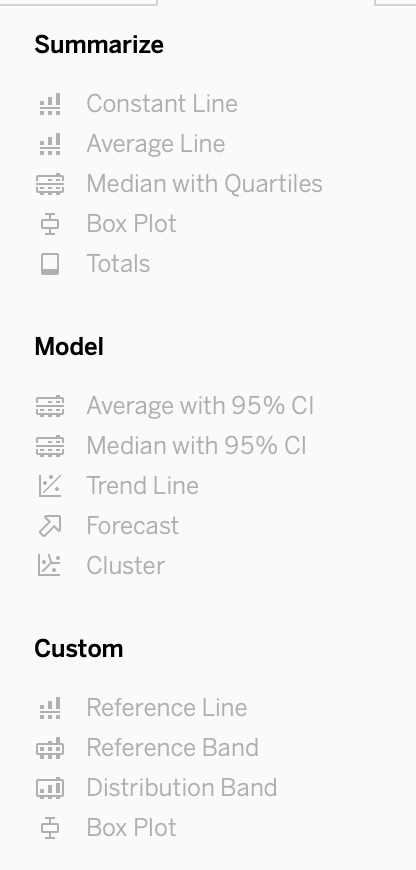 Summarize
Constant Line
Average Line
Median with Quartiles
Box Plot
Totals
Model
Average with 95% CI
Median with 95% CI
Trend Line
Forecast
Cluster
Custom
Reference Line
Reference Band
Distribution Band
Box Plot